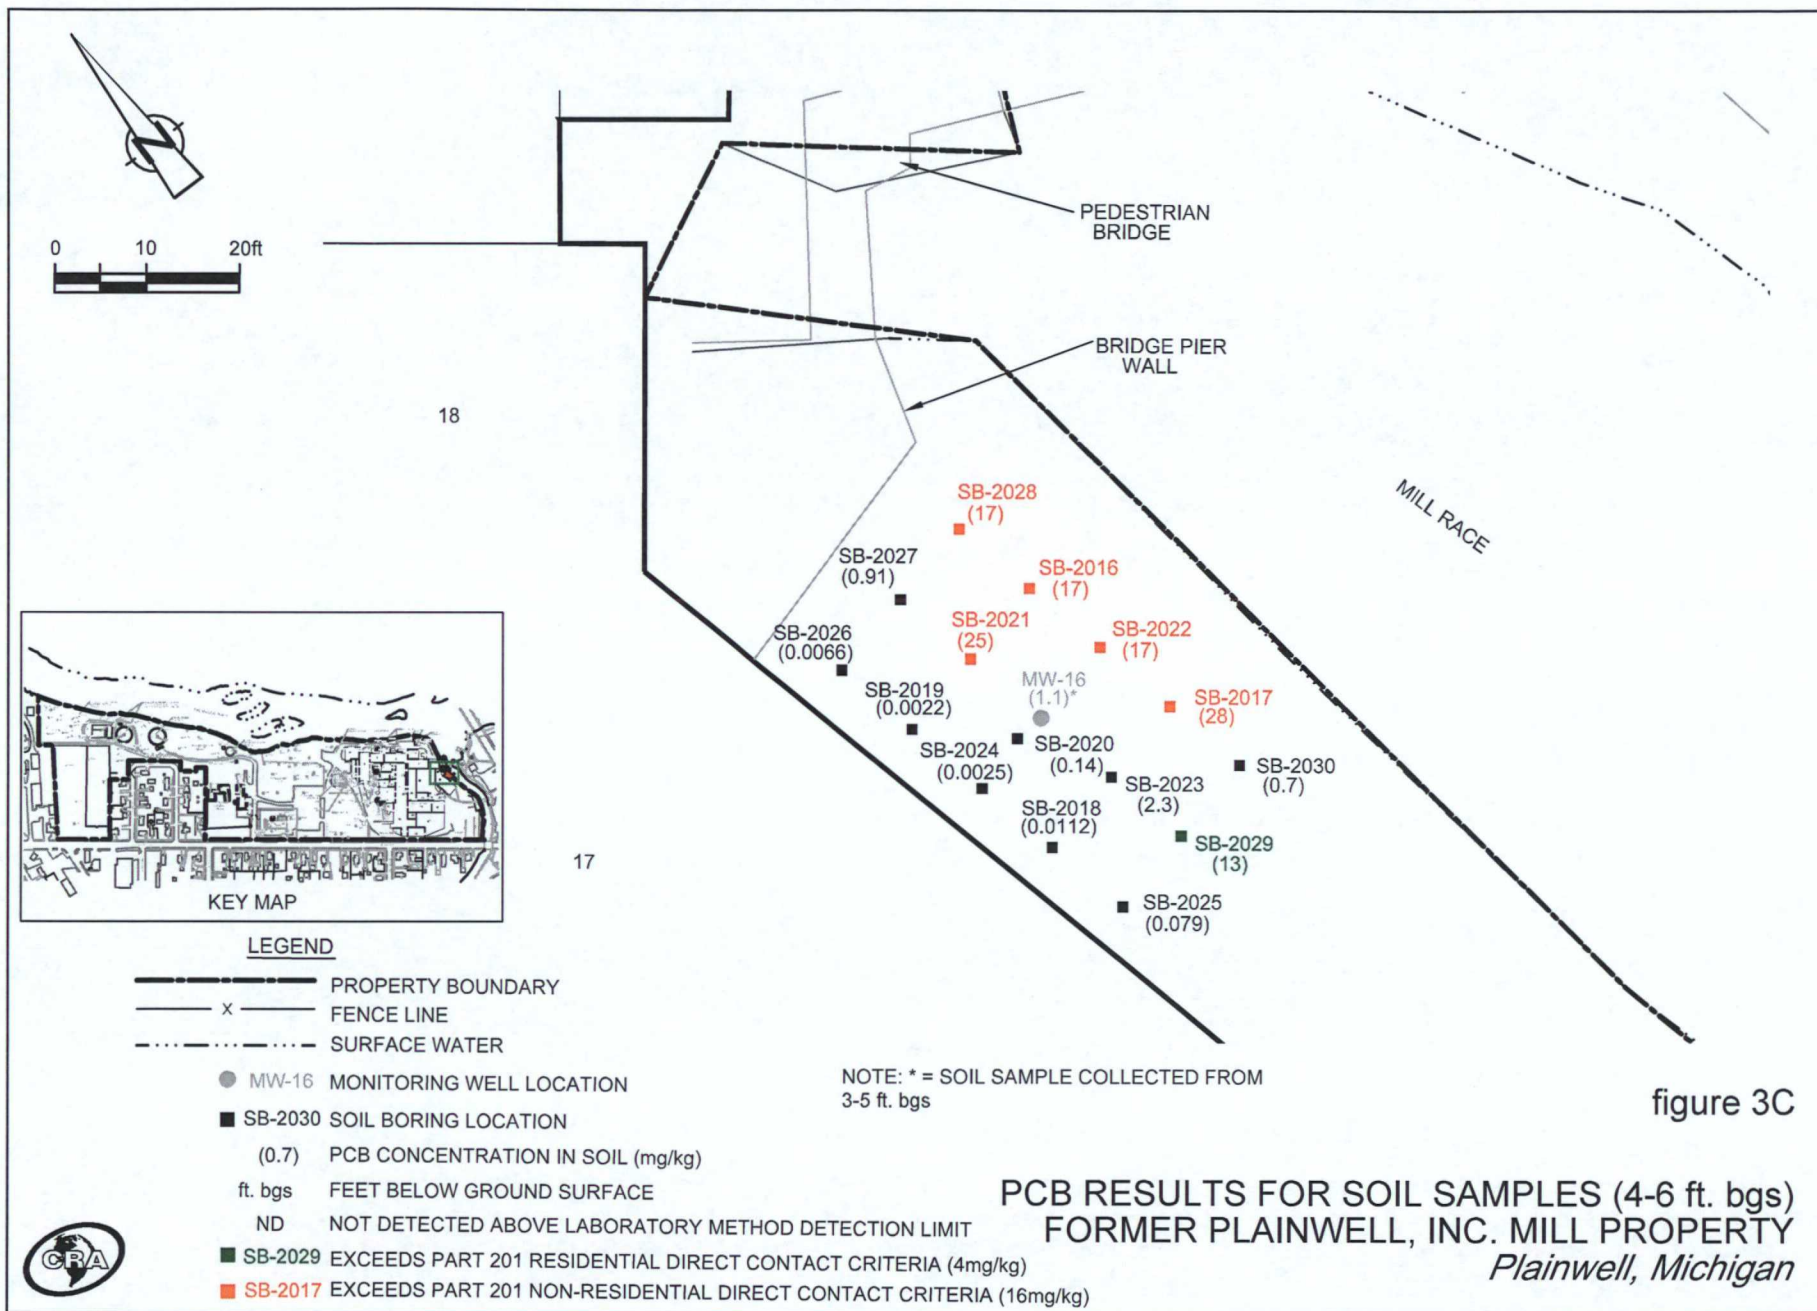 N
0 10 20ft
PEDESTRIAN
BRIDGE
BRIDGE PIER
WALL
18
MILL RACE
SB-2028
(17)
SB-2027
(0.91)
SB-2016
(17)
SB-2021
(25)
SB-2022
(17)
SB-2026
(0.0066)
MW-16
(1.1)*
SB-2019
(0.0022)
SB-2017
(28)
SB-2024
(0.0025)
SB-2020
(0.14)
SB-2023
(2.3)
SB-2030
(0.7)
SB-2018
(0.0112)
SB-2029
(13)
SB-2025
(0.079)
17
KEY MAP
LEGEND
PROPERTY BOUNDARY
X FENCE LINE
SURFACE WATER
MW-16 MONITORING WELL LOCATION
SB-2030 SOIL BORING LOCATION
(0.7) PCB CONCENTRATION IN SOIL (mg/kg)
ft. bgs FEET BELOW GROUND SURFACE
ND NOT DETECTED ABOVE LABORATORY METHOD DETECTION LIMIT
SB-2029 EXCEEDS PART 201 RESIDENTIAL DIRECT CONTACT CRITERIA (4mg/kg)
SB-2017 EXCEEDS PART 201 NON-RESIDENTIAL DIRECT CONTACT CRITERIA (16mg/kg)
CRA
NOTE: * = SOIL SAMPLE COLLECTED FROM
3-5 ft. bgs
figure 3C
PCB RESULTS FOR SOIL SAMPLES (4-6 ft. bgs)
FORMER PLAINWELL, INC. MILL PROPERTY
Plainwell, Michigan